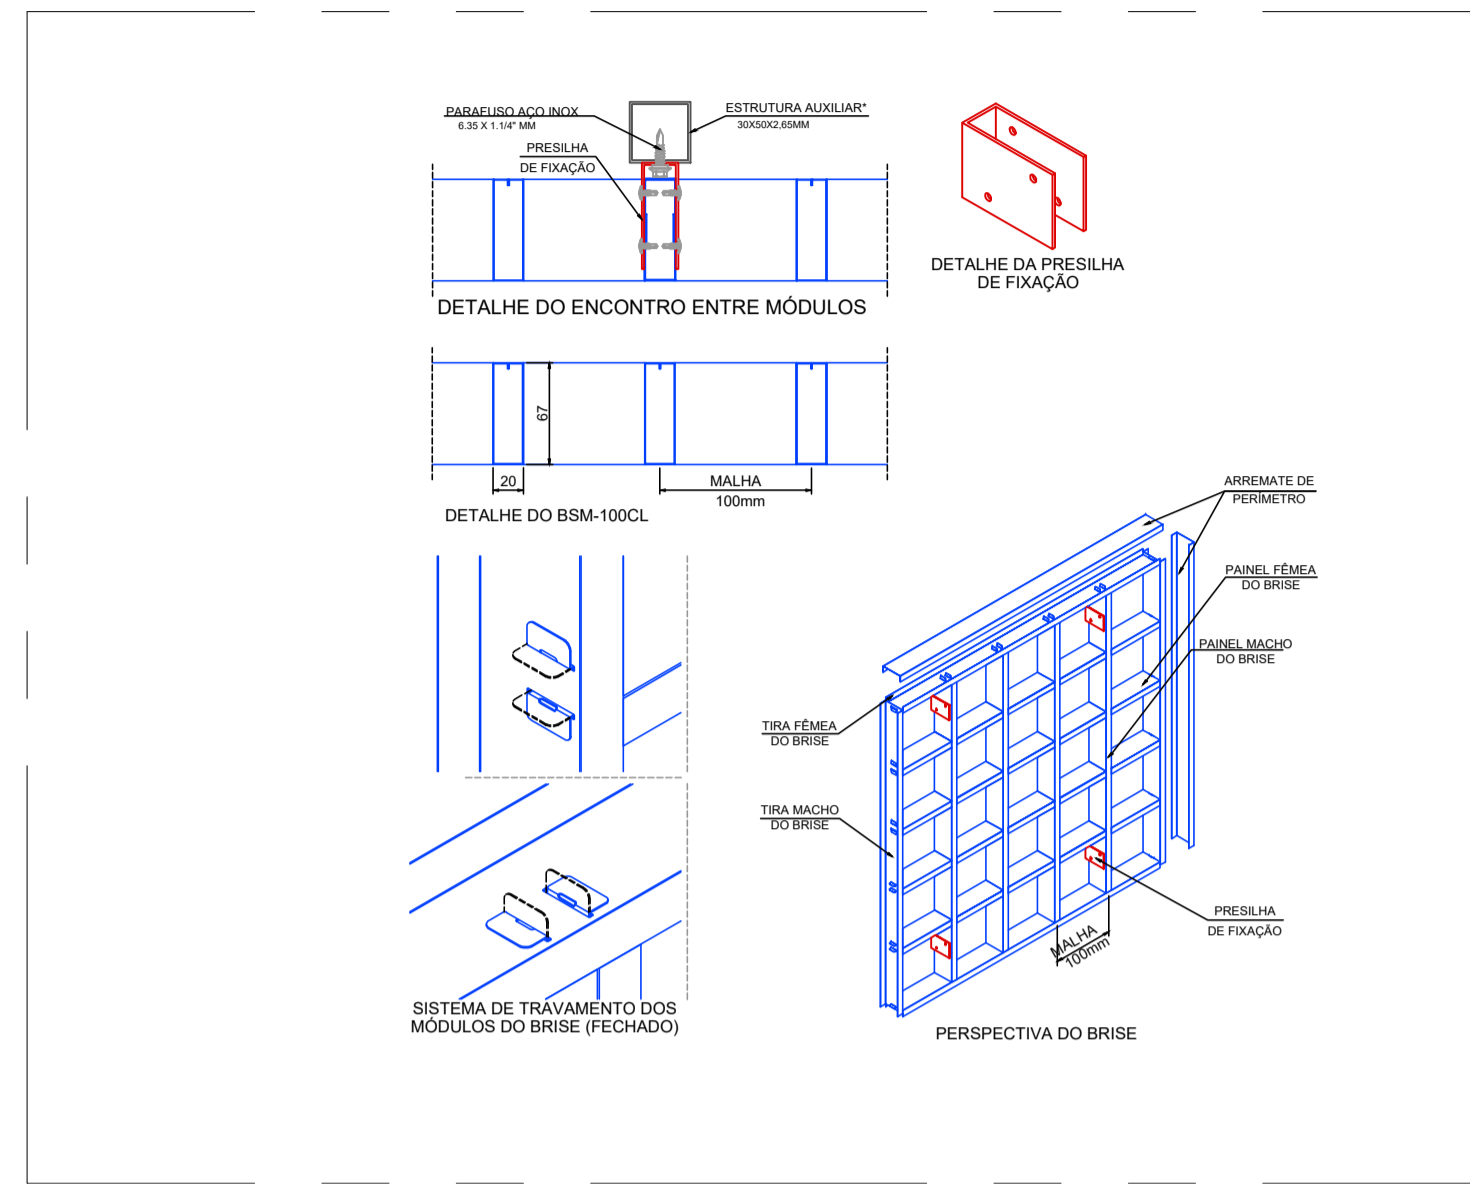 PARAFUSO AÇO INOX
6.35 X 1.1/4" MM
ESTRUTURA AUXILIAR*
30X50X2,65MM
PRESILHA
DE FIXAÇÃO
DETALHE DO ENCONTRO ENTRE MÓDULOS
DETALHE DA PRESILHA
DE FIXAÇÃO
67
20
MALHA
100mm
DETALHE DO BSM-100CL
ARREMATE DE
PERÍMETRO
PAINEL FÊMEA
DO BRISE
PAINEL MACHO
DO BRISE
TIRA FÊMEA
DO BRISE
TIRA MACHO
DO BRISE
PRESILHA
DE FIXAÇÃO
MALHA
100mm
SISTEMA DE TRAVAMENTO DOS
MÓDULOS DO BRISE (FECHADO)
PERSPECTIVA DO BRISE